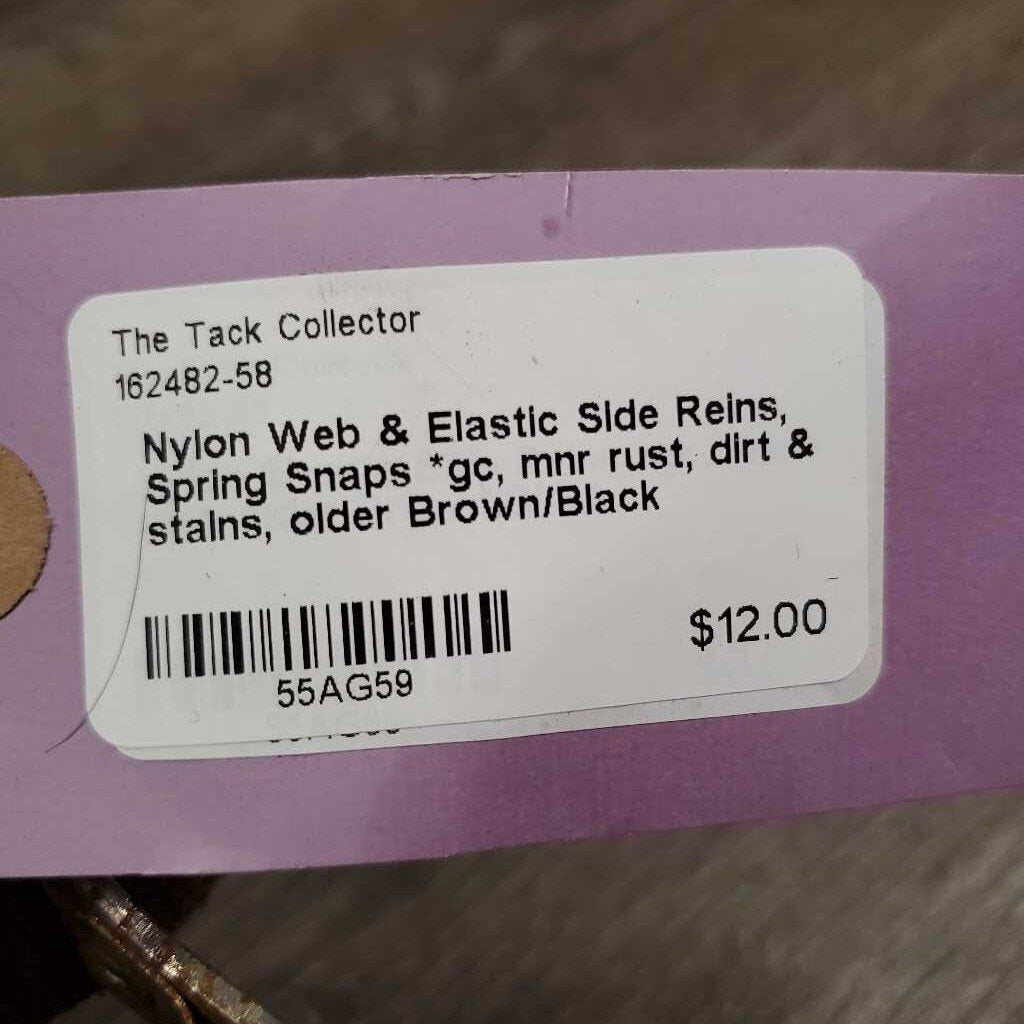 The Tack Collector
162482-58
Nylon Web & Elastic Side Reins,
Spring Snaps *gc, mnr rust, dirt &
stains, older Brown/Black
$12.00
55AG59